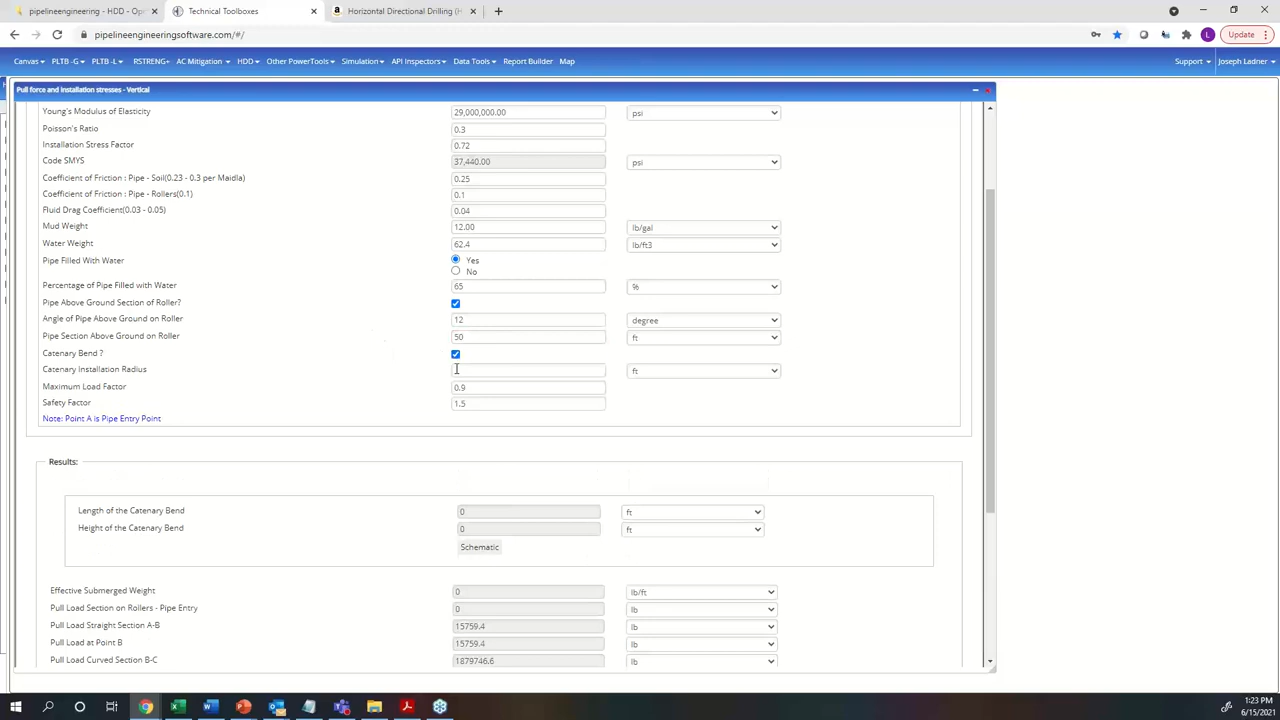 pipelineengineering - HDD - Ope
Technical Toolboxes
Horizontal Directional Drilling (H
pipelineengineeringsoftware.com/#/
L
Update
Canvas PLTB -G PLTB -L RSTRENG+ AC Mitigation HDD Other PowerTools Simulation API Inspectors Data Tools Report Builder Map Support Joseph Ladner
Pull force and installation stresses - Vertical
Young's Modulus of Elasticity 29,000,000.00 psi
Poisson's Ratio 0.3
Installation Stress Factor 0.72
Code SMYS 37,440.00 psi
Coefficient of Friction : Pipe - Soil(0.23 - 0.3 per Maidla) 0.25
Coefficient of Friction : Pipe - Rollers(0.1) 0.1
Fluid Drag Coefficient(0.03 - 0.05) 0.04
Mud Weight 12.00 lb/gal
Water Weight 62.4 lb/ft3
Pipe Filled With Water Yes
No
Percentage of Pipe Filled with Water 65 %
Pipe Above Ground Section of Roller?
Angle of Pipe Above Ground on Roller 12 degree
Pipe Section Above Ground on Roller 50 ft
Catenary Bend ?
Catenary Installation Radius ft
Maximum Load Factor 0.9
Safety Factor 1.5
Note: Point A is Pipe Entry Point
Results:
Length of the Catenary Bend 0 ft
Height of the Catenary Bend 0 ft
Schematic
Effective Submerged Weight 0 lb/ft
Pull Load Section on Rollers - Pipe Entry 0 lb
Pull Load Straight Section A-B 15759.4 lb
Pull Load at Point B 15759.4 lb
Pull Load Curved Section B-C 1879746.6 lb
1:23 PM
6/15/2021